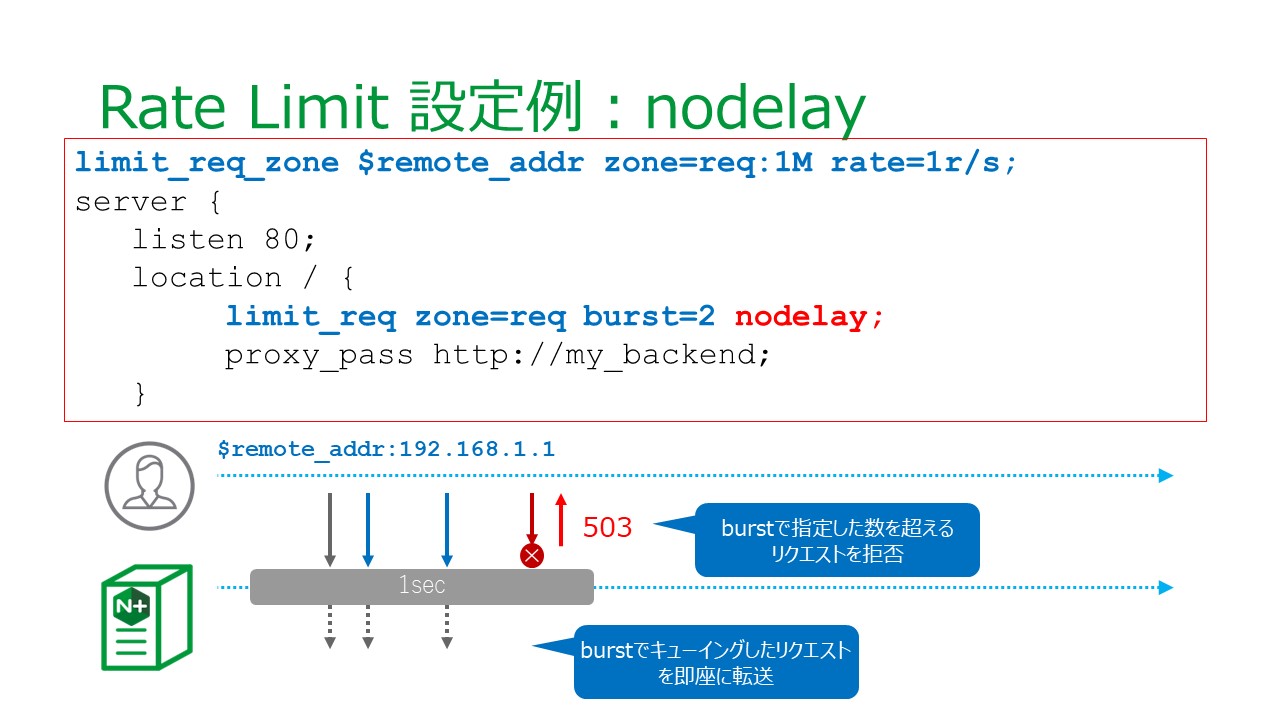 Rate Limit 設定例：nodelay
limit_req_zone $remote_addr zone=req:1M rate=1r/s;
server {
listen 80;
location / {
limit_req zone=req burst=2 nodelay;
proxy_pass http://my_backend;
}
$remote_addr:192.168.1.1
503
burstで指定した数を超える
リクエストを拒否
1sec
N+
burstでキューイングしたリクエスト
を即座に転送